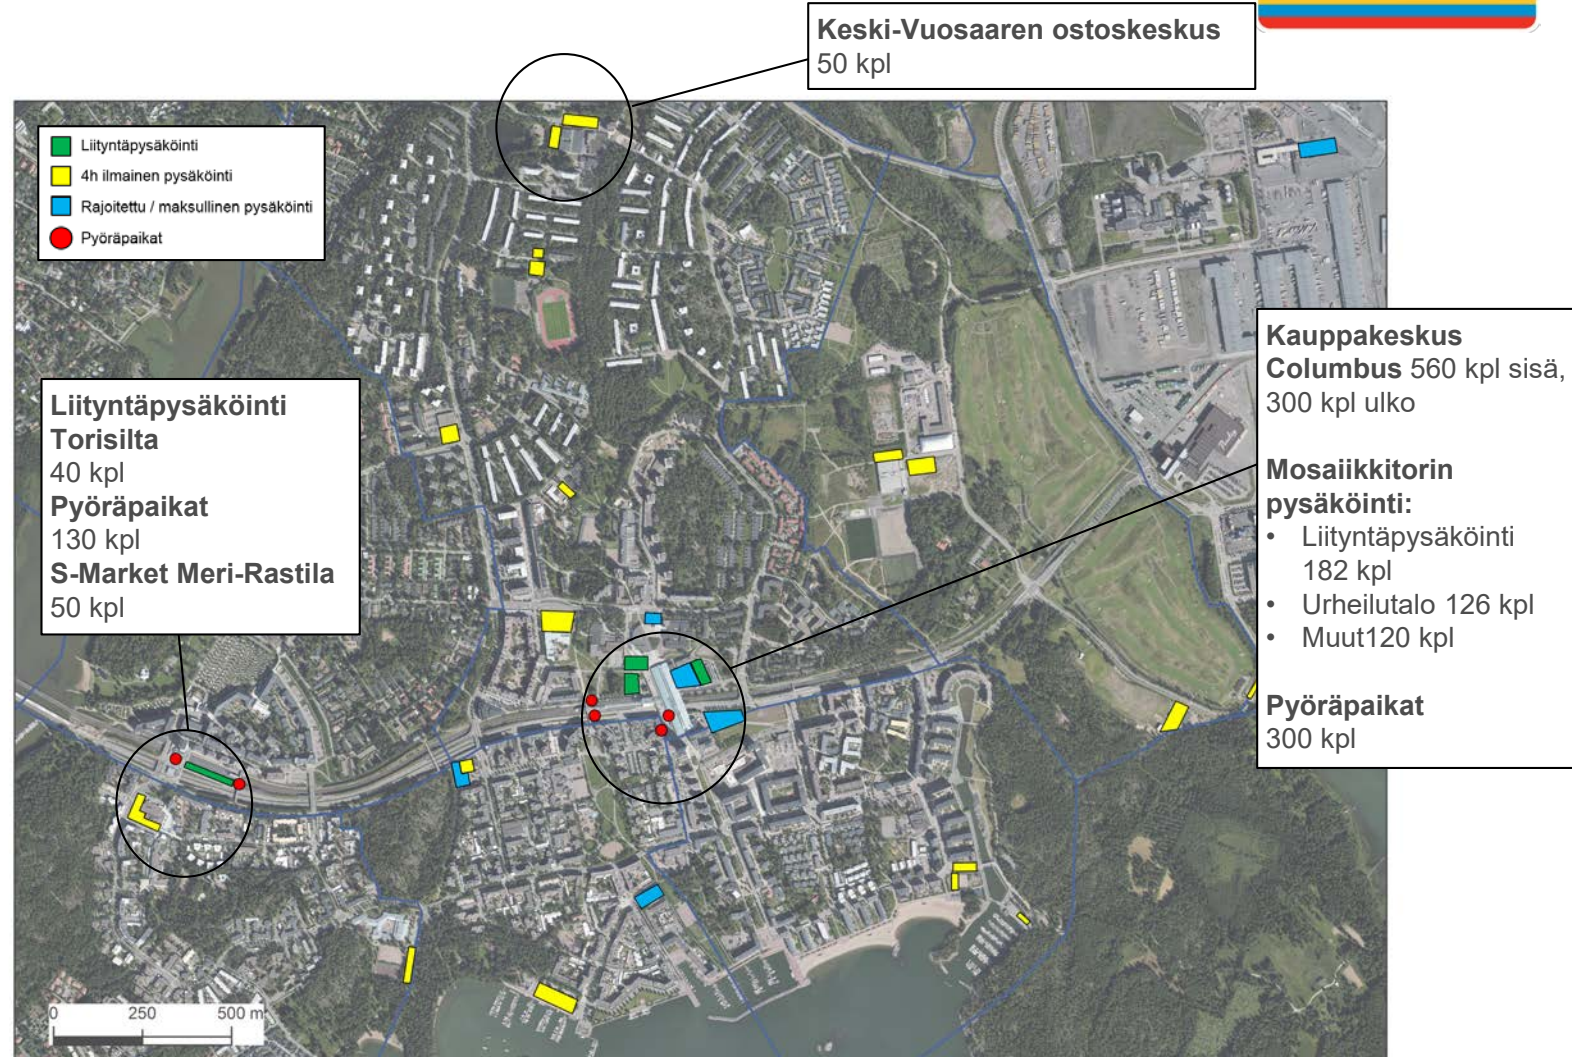 Keski-Vuosaaren ostoskeskus
50 kpl
Liityntäpysäköinti
4h ilmainen pysäköinti
Rajoitettu / maksullinen pysäköinti
Pyöräpaikat
Liityntäpysäköinti
Torisilta
40 kpl
Pyöräpaikat
130 kpl
S-Market Meri-Rastila
50 kpl
Kauppakeskus
Columbus 560 kpl sisä,
300 kpl ulko
Mosaiikkitorin
pysäköinti:
• Liityntäpysäköinti
182 kpl
• Urheilutalo 126 kpl
• Muut120 kpl
Pyöräpaikat
300 kpl
0 250 500 m